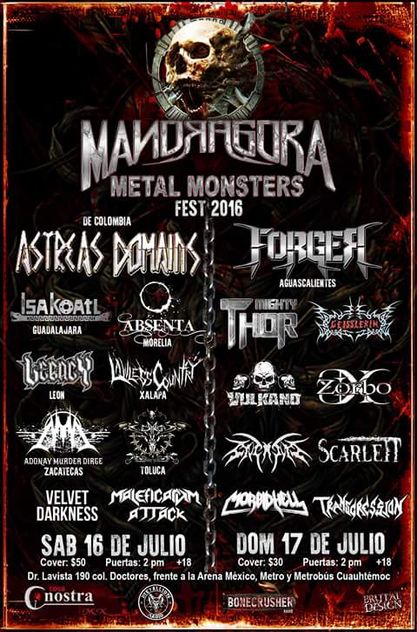 MANDRAGORA
METAL MONSTERS
FEST 2016
DE COLOMBIA
ASTREAS DOMAINS
FORGER
AGUASCALIENTES
ISAKOATL
GUADALAJARA
ABSENTA
MORELIA
MIGHTY
THOR
GEISSLERIN
LEGACY
LEON
LAWLESS COUNTRY
XALAPA
VULKANO
ZORBO
ADONAY MURDER DIRGE
ZACATECAS
TOLUCA
SCARLETT
VELVET
DARKNESS
MALEFICARUM
ATTACK
MORBIDHELL
TRANSGRESSION
SAB 16 DE JULIO
Cover: $50 Puertas: 2 pm +18
DOM 17 DE JULIO
Cover: $30 Puertas: 2 pm +18
Dr. Lavista 190 col. Doctores, frente a la Arena México, Metro y Metrobús Cuauhtémoc
nostra
BONECRUSHER
BRUTAL
DESIGN